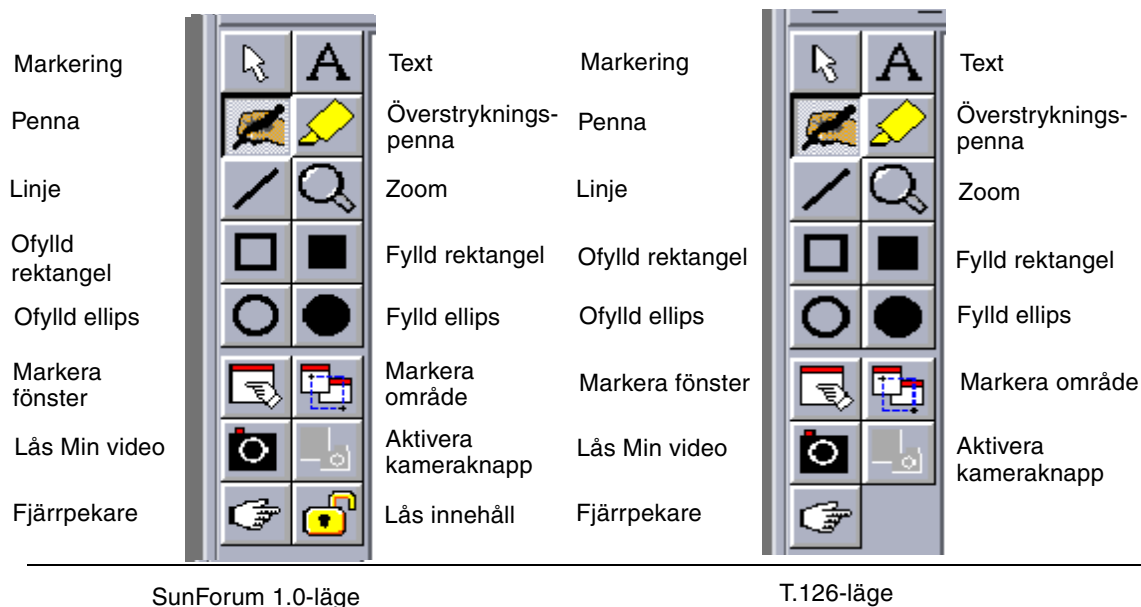 Markering
Text
Markering
Text
Penna
Överstryknings-
penna
Penna
Överstryknings-
penna
Linje
Zoom
Linje
Zoom
Ofylld
rektangel
Fylld rektangel
Ofylld rektangel
Fylld rektangel
Ofylld ellips
Fylld ellips
Ofylld ellips
Fylld ellips
Markera
fönster
Markera
område
Markera fönster
Markera område
Lås Min video
Aktivera
kameraknapp
Lås Min video
Aktivera
kameraknapp
Fjärrpekare
Lås innehåll
Fjärrpekare
SunForum 1.0-läge
T.126-läge